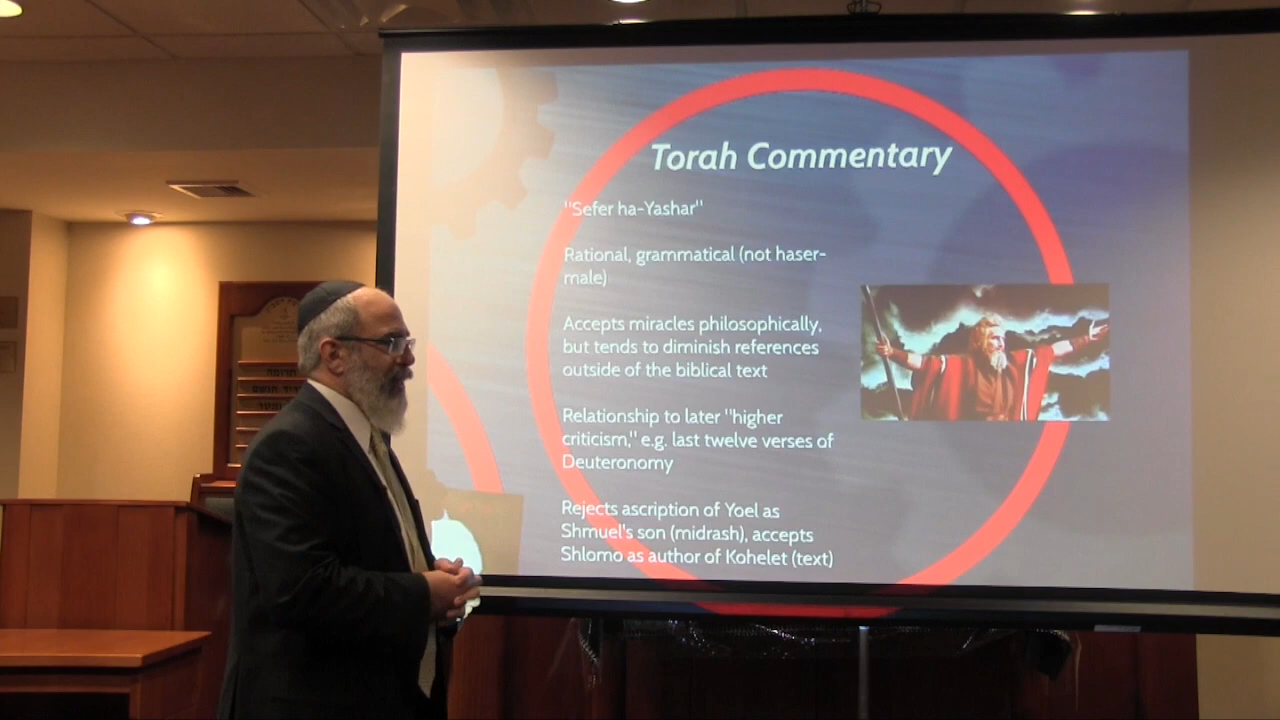 Torah Commentary
"Sefer ha-Yashar"
Rational, grammatical (not haser-
male)
Accepts miracles philosophically,
but tends to diminish references
outside of the biblical text
Relationship to later "higher
criticism," e.g. last twelve verses of
Deuteronomy
Rejects ascription of Yoel as
Shmuel's son (midrash), accepts
Shlomo as author of Kohelet (text)